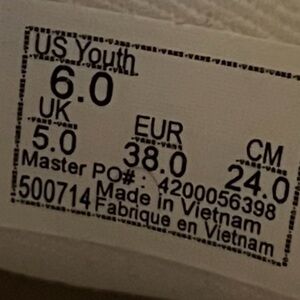 US Youth
6.0
UK EUR CM
5.0 38.0 24.0
Master PO#: 4200056398
500714 Made in Vietnam
Fabrique en Vietnam